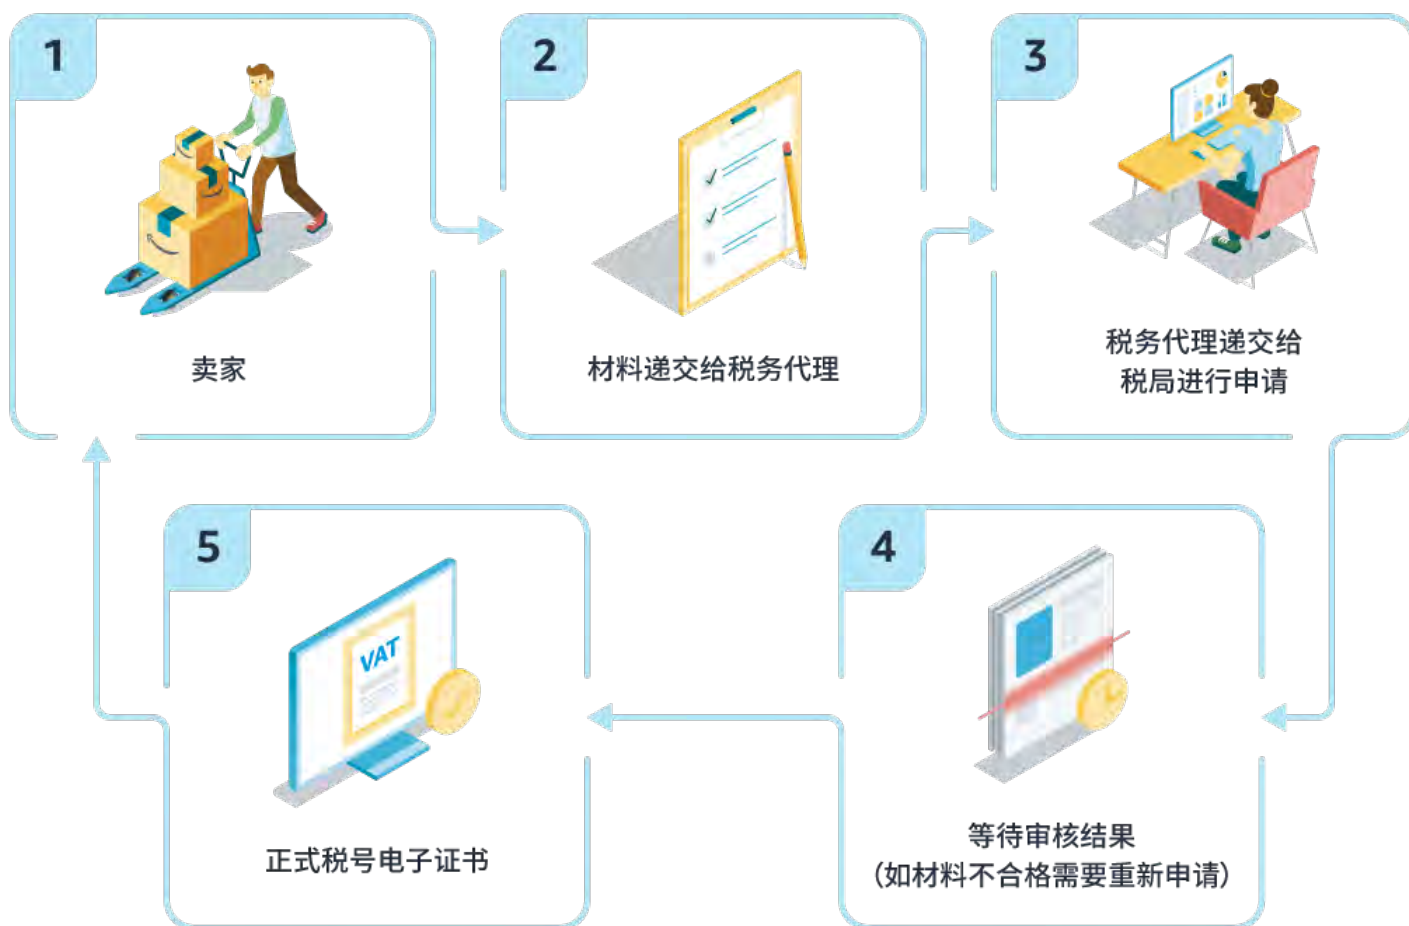 1
卖家
2
材料递交给税务代理
3
税务代理递交给
税局进行申请
4
等待审核结果
（如材料不合格需要重新申请）
5
VAT
正式税号电子证书